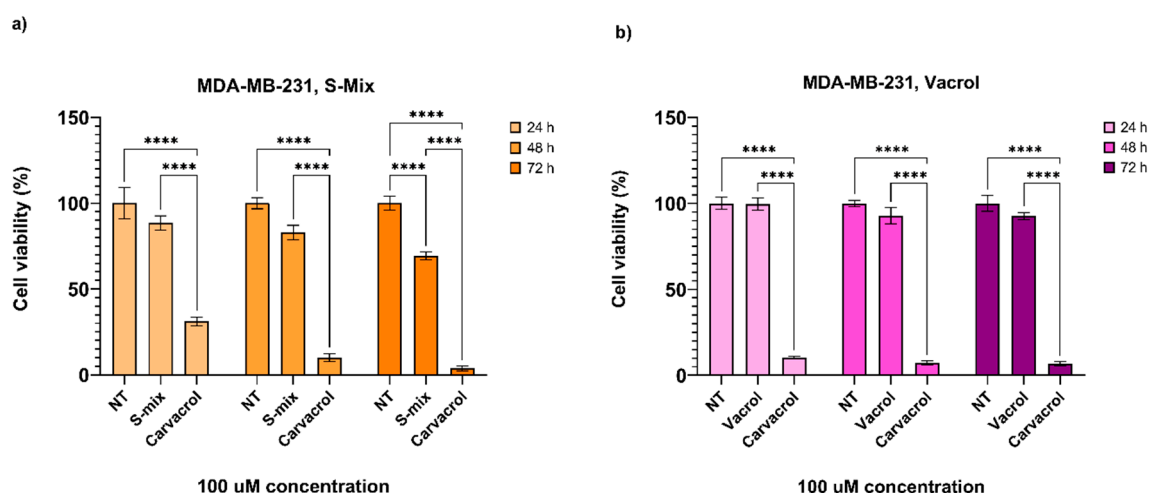 a)
MDA-MB-231, S-Mix
Cell viability (%)
150
100
50
0
**** **** **** **** **** **** ****
NT S-mix Carvacrol NT S-mix Carvacrol NT S-mix Carvacrol
100 uM concentration
24 h
48 h
72 h
b)
MDA-MB-231, Vacrol
Cell viability (%)
150
100
50
0
**** **** **** **** **** ****
NT Vacrol Carvacrol NT Vacrol Carvacrol NT Vacrol Carvacrol
100 uM concentration
24 h
48 h
72 h